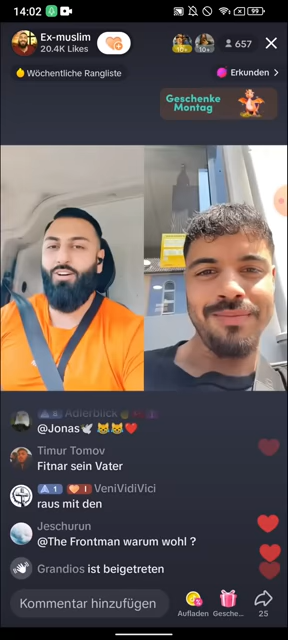 14:02
99
Ex-muslim
20.4K Likes
10+
10+
657
Wöchentliche Rangliste
Erkunden >
Geschenke
Montag
Adlerblick
@Jonas🕊 😹😹❤️
Timur Tomov
Fitnar sein Vater
1 I VeniVidiVici
raus mit den
Jeschurun
@The Frontman warum wohl ?
Grandios ist beigetreten
Kommentar hinzufügen
Aufladen
Gesche...
25